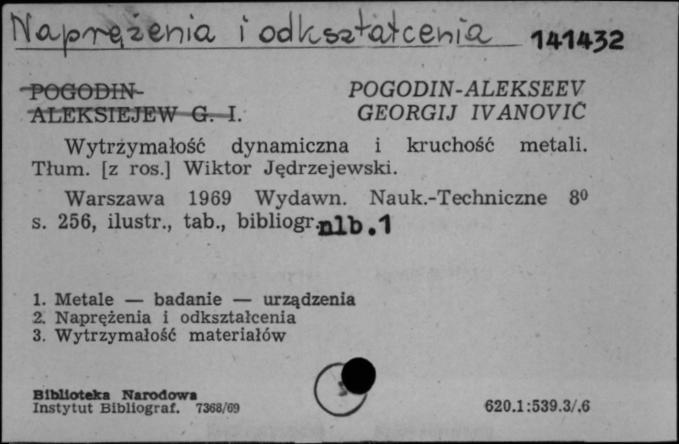 Naprężenia i odkształcenia 141432
POGODIN- POGODIN-ALEKSEEV
ALEKSIEJEW G. I. GEORGIJ IVANOVIČ
Wytrzymałość dynamiczna i kruchość metali.
Tłum. [z ros.] Wiktor Jędrzejewski.
Warszawa 1969 Wydawn. Nauk.-Techniczne 8⁰
s. 256, ilustr., tab., bibliogr. nlb.1
1. Metale — badanie — urządzenia
2. Naprężenia i odkształcenia
3. Wytrzymałość materiałów
Biblioteka Narodowa
Instytut Bibliograf. 7368/69 620.1:539.3/.6